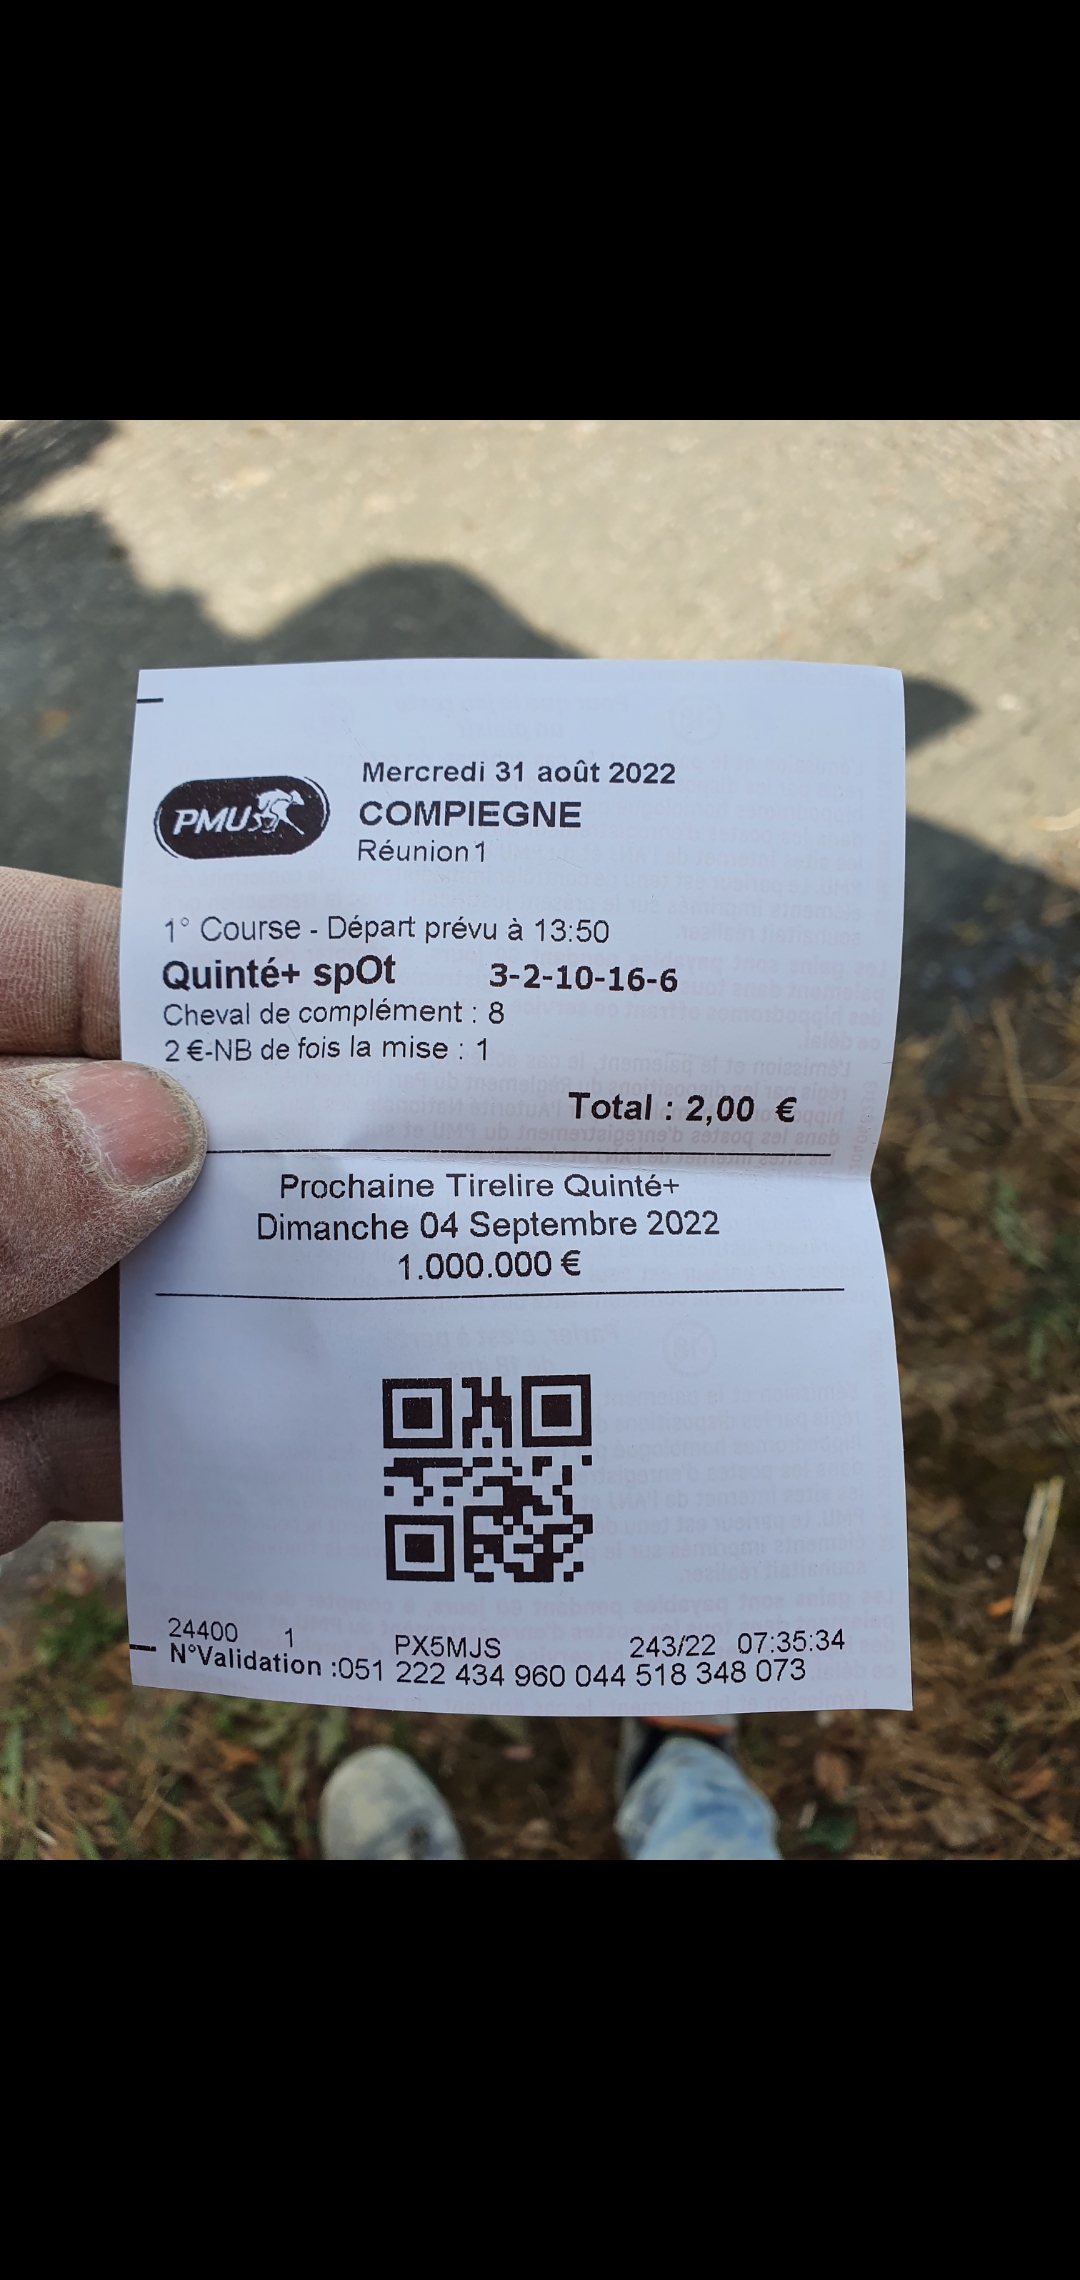 Mercredi 31 août 2022
PMU
COMPIEGNE
Réunion 1
1° Course - Départ prévu à 13:50
Quinté+ spOt 3-2-10-16-6
Cheval de complément : 8
2 €-NB de fois la mise : 1
Total : 2,00 €
Prochaine Tirelire Quinté+
Dimanche 04 Septembre 2022
1.000.000 €
24400 1 PX5MJS 243/22 07:35:34
N°Validation :051 222 434 960 044 518 348 073